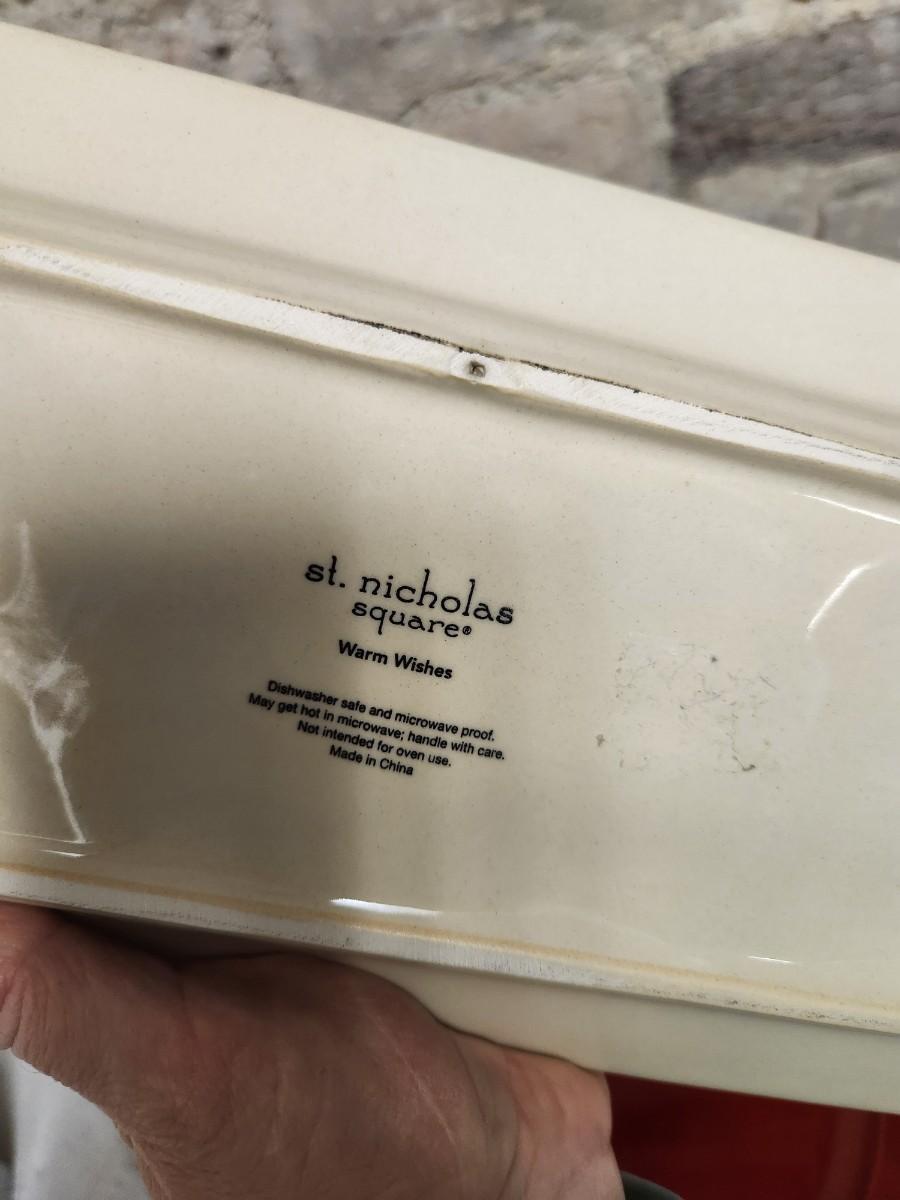 st. nicholas
square®
Warm Wishes
Dishwasher safe and microwave proof.
May get hot in microwave; handle with care.
Not intended for oven use.
Made in China